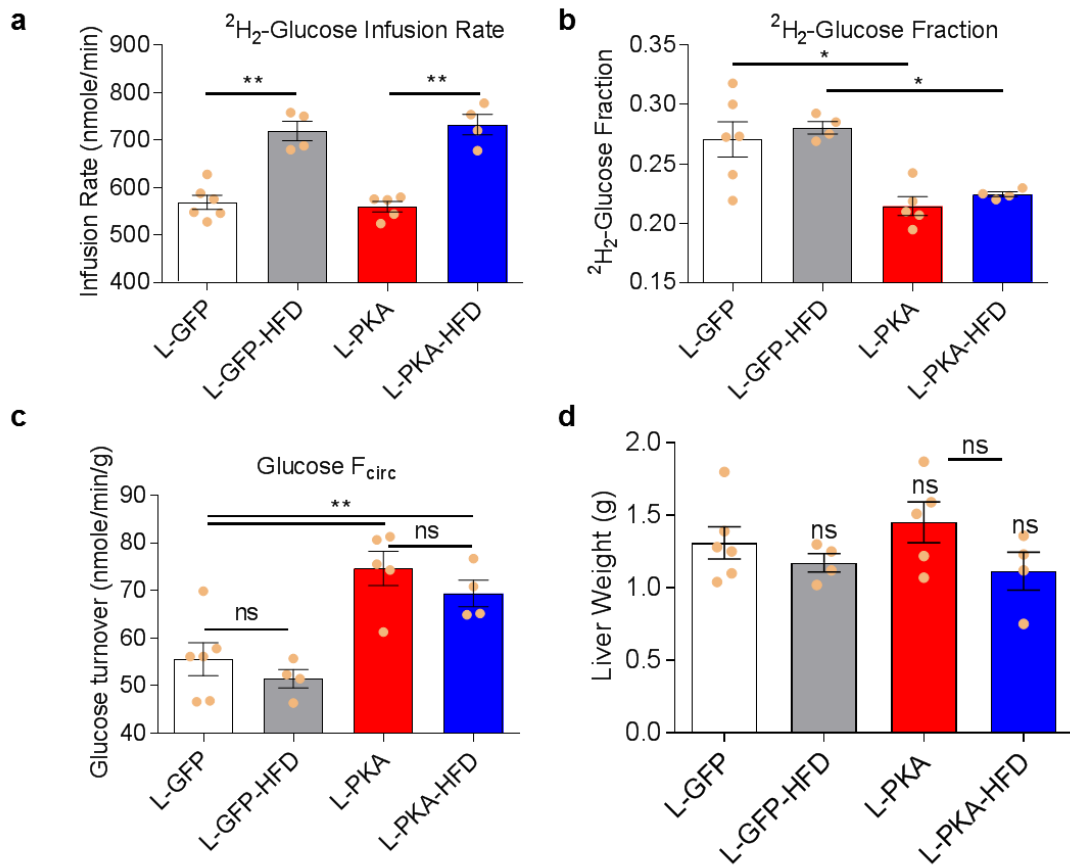 a
²H₂-Glucose Infusion Rate
Infusion Rate (nmole/min)
900
800
700
600
500
400
**
**
L-GFP
L-GFP-HFD
L-PKA
L-PKA-HFD
b
²H₂-Glucose Fraction
²H₂-Glucose Fraction
0.35
0.30
0.25
0.20
0.15
*
*
L-GFP
L-GFP-HFD
L-PKA
L-PKA-HFD
c
Glucose F_circ
Glucose turnover (nmole/min/g)
90
80
70
60
50
40
**
ns
ns
L-GFP
L-GFP-HFD
L-PKA
L-PKA-HFD
d
Liver Weight (g)
2.0
1.5
1.0
0.5
0.0
ns
ns
ns
ns
L-GFP
L-GFP-HFD
L-PKA
L-PKA-HFD